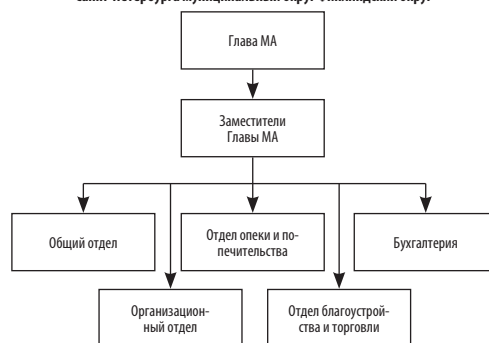 Глава МА
Заместители
Главы МА
Общий отдел
Отдел опеки и по-
печительства
Бухгалтерия
Организацион-
ный отдел
Отдел благоустрой-
ства и торговли